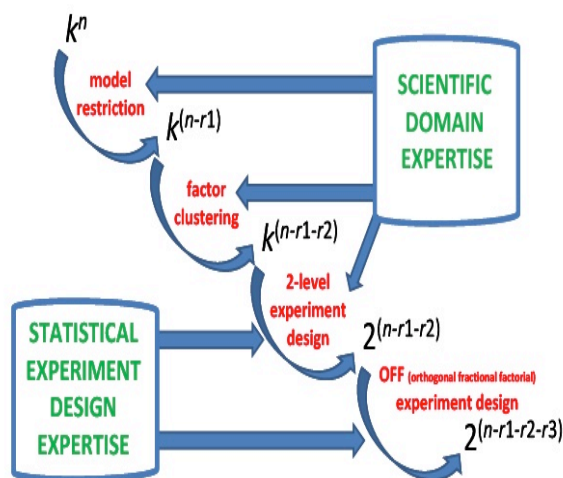 k^n
model
restriction
k^(n-r1)
SCIENTIFIC
DOMAIN
EXPERTISE
factor
clustering
k^(n-r1-r2)
2-level
experiment
design
2^(n-r1-r2)
STATISTICAL
EXPERIMENT
DESIGN
EXPERTISE
OFF (orthogonal fractional factorial)
experiment design
2^(n-r1-r2-r3)